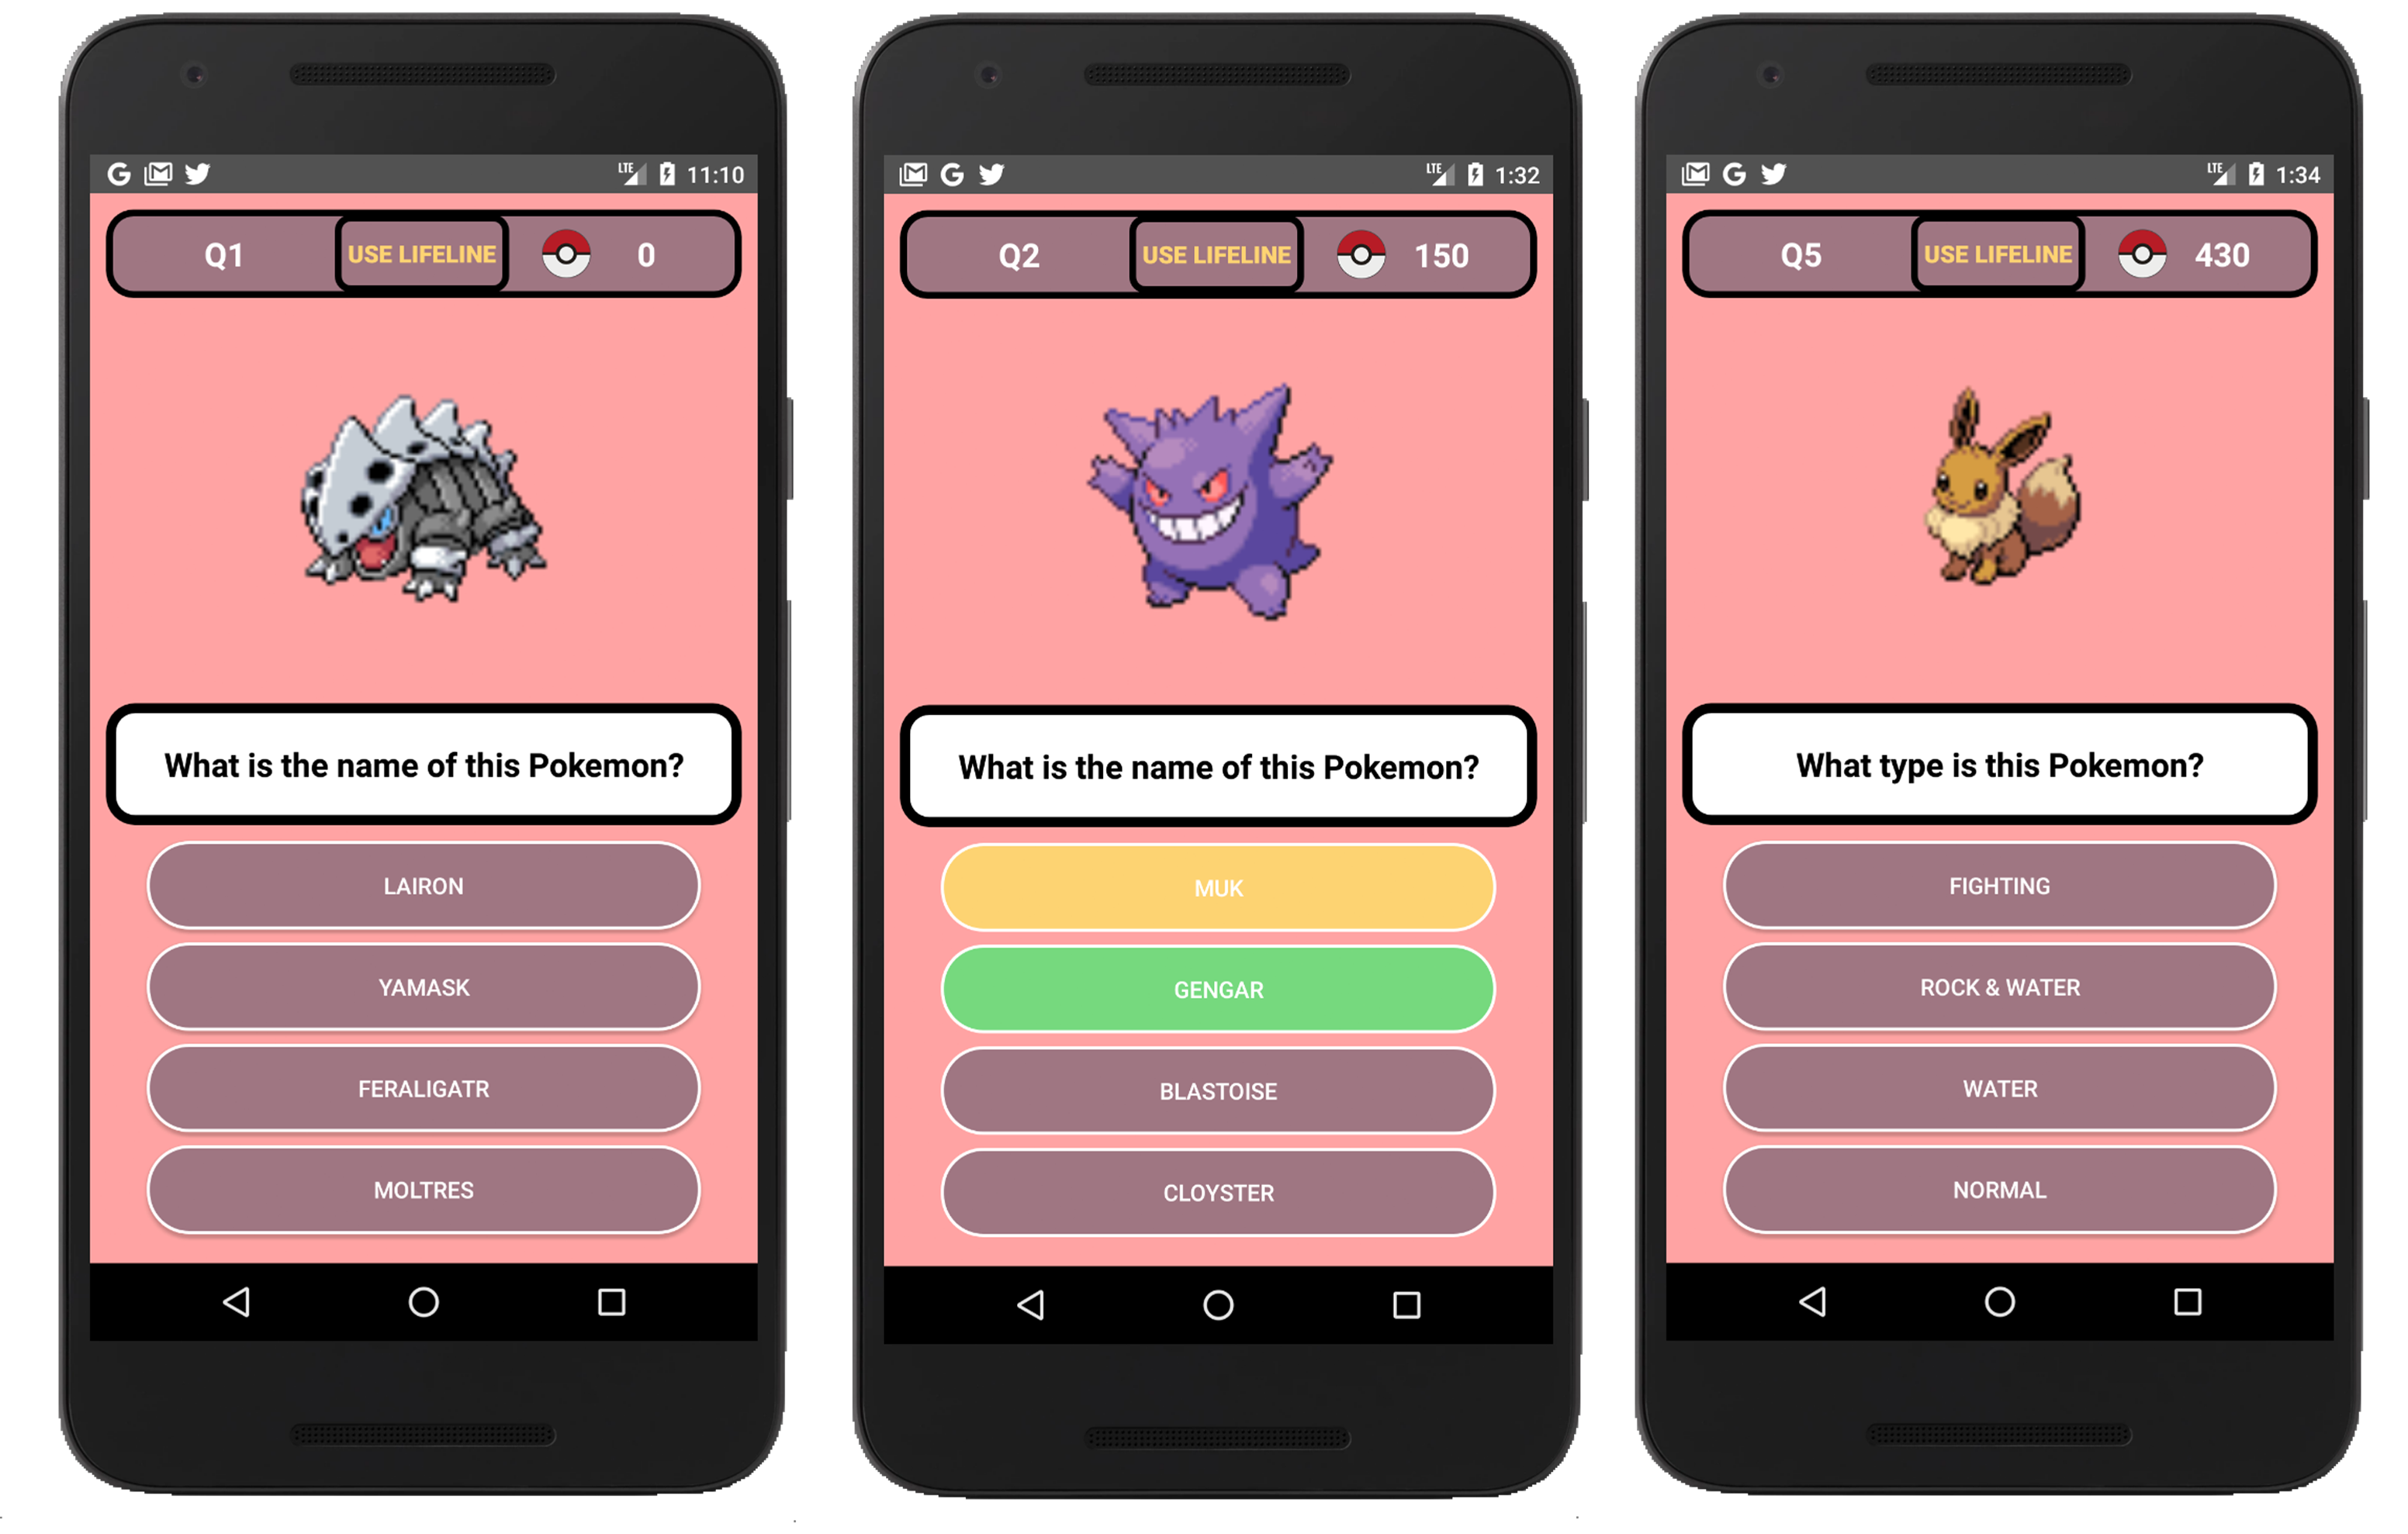 LTE 11:10
Q1 USE LIFELINE 0
What is the name of this Pokemon?
LAIRON
YAMASK
FERALIGATR
MOLTRES
G LTE 1:32
Q2 USE LIFELINE 150
What is the name of this Pokemon?
MUK
GENGAR
BLASTOISE
CLOYSTER
G LTE 1:34
Q5 USE LIFELINE 430
What type is this Pokemon?
FIGHTING
ROCK & WATER
WATER
NORMAL